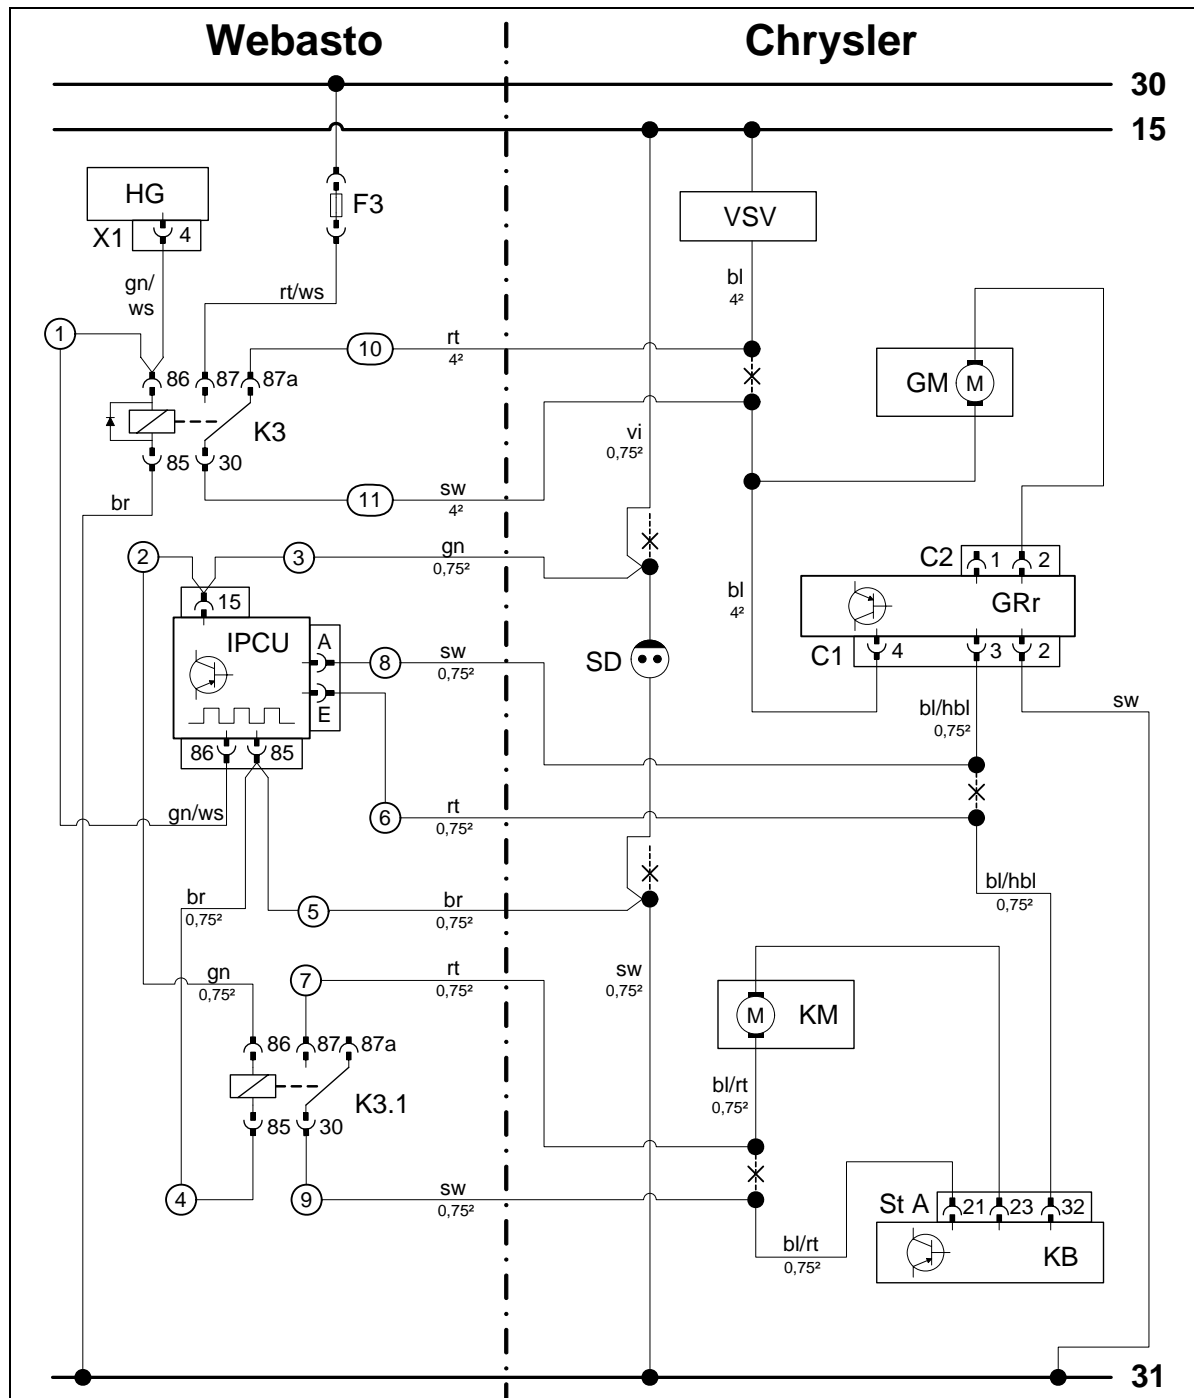 Webasto
Chrysler
30
15
HG
F3
VSV
X1
4
gn/
ws
rt/ws
bl
4²
1
10
rt
4²
GM
M
86
87
87a
K3
vi
0,75²
85
30
br
11
sw
4²
2
3
gn
0,75²
C2
1
2
15
bl
4²
GRr
IPCU
A
8
sw
0,75²
SD
C1
4
3
2
E
bl/hbl
0,75²
sw
86
85
gn/ws
6
rt
0,75²
br
0,75²
5
br
0,75²
bl/hbl
0,75²
gn
0,75²
7
rt
0,75²
sw
0,75²
M
KM
86
87
87a
K3.1
bl/rt
0,75²
85
30
4
9
sw
0,75²
St A
21
23
32
bl/rt
0,75²
KB
31